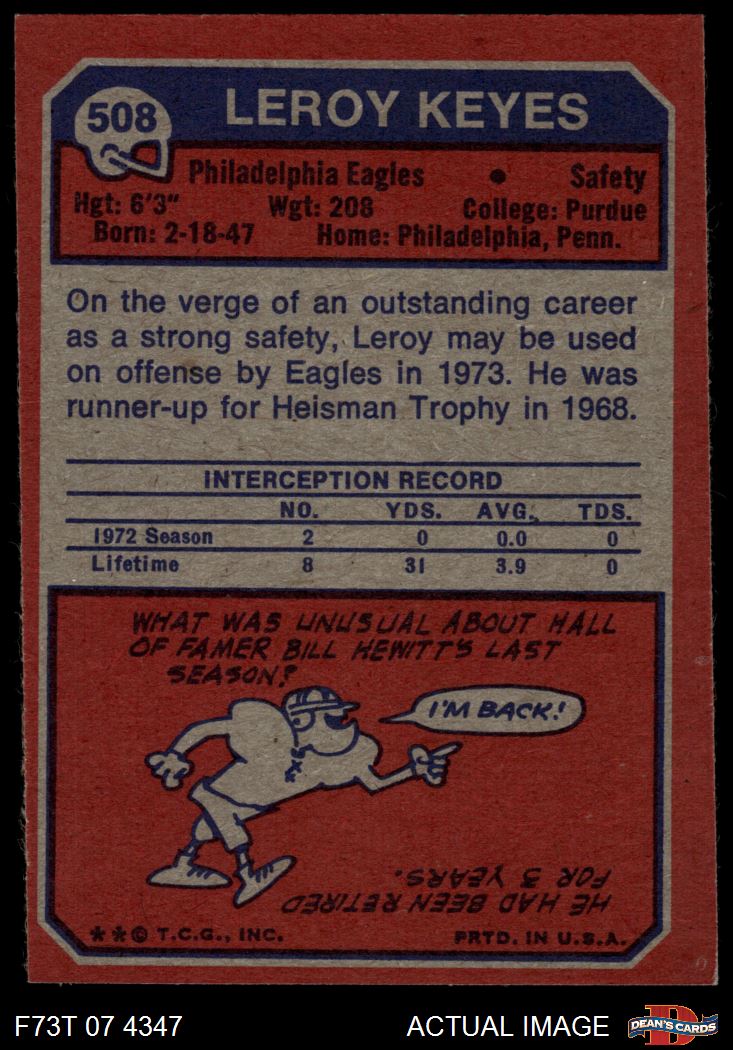 508
LEROY KEYES
Philadelphia Eagles • Safety
Hgt: 6'3" Wgt: 208 College: Purdue
Born: 2-18-47 Home: Philadelphia, Penn.
On the verge of an outstanding career
as a strong safety, Leroy may be used
on offense by Eagles in 1973. He was
runner-up for Heisman Trophy in 1968.
INTERCEPTION RECORD
NO. YDS. AVG. TDS.
1972 Season 2 0 0.0 0
Lifetime 8 31 3.9 0
WHAT WAS UNUSUAL ABOUT HALL
OF FAMER BILL HEWITT'S LAST
SEASON?
I'M BACK!
HE HAD BEEN RETIRED
FOR 3 YEARS.
**© T.C.G., INC. PRTD. IN U.S.A.
F73T 07 4347 ACTUAL IMAGE
D
DEAN'S CARDS